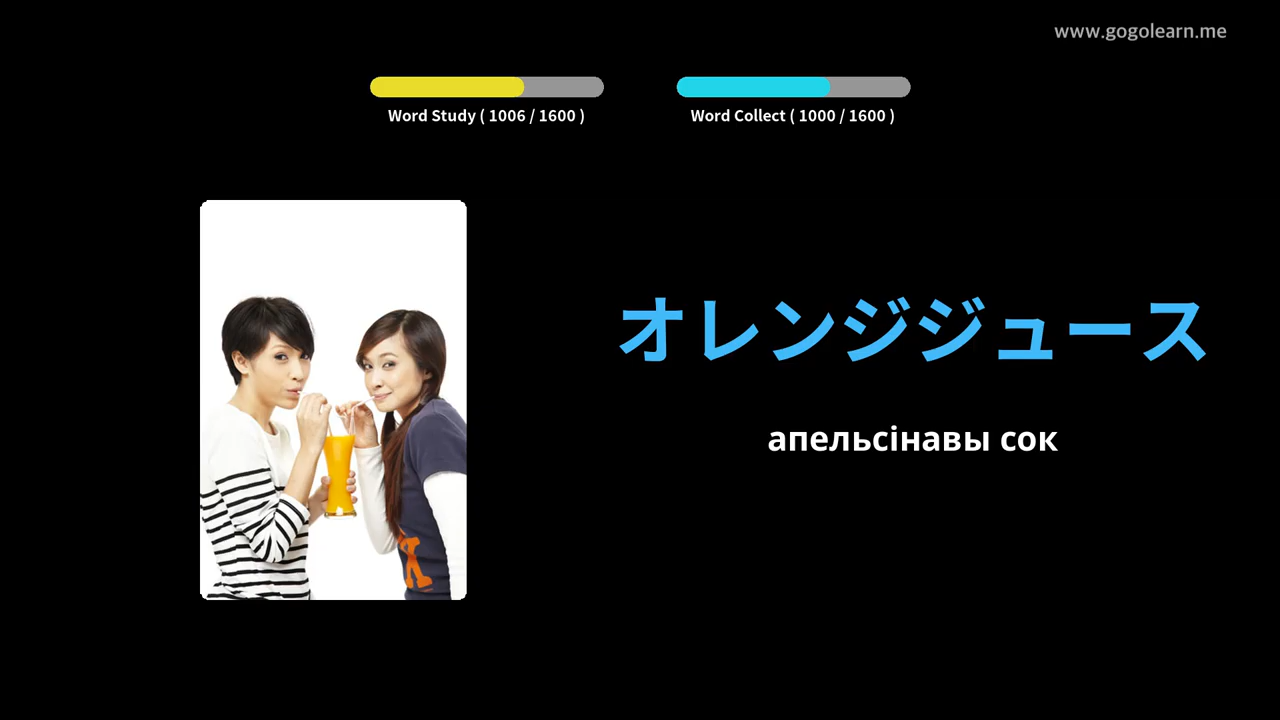 www.gogolearn.me
Word Study ( 1006 / 1600 )
Word Collect ( 1000 / 1600 )
オレンジジュース
апельсінавы сок